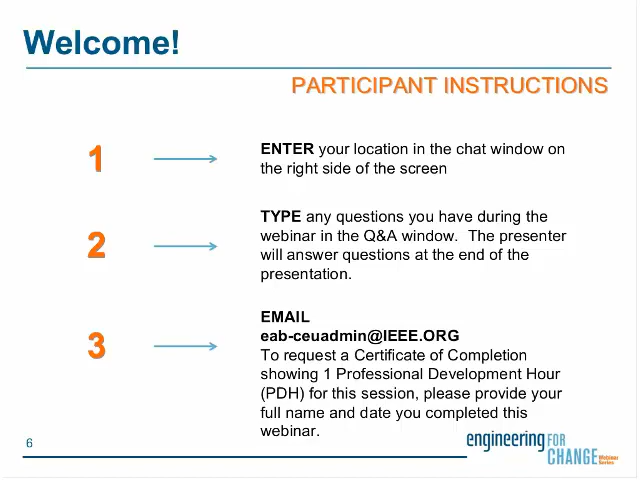 Welcome!
PARTICIPANT INSTRUCTIONS
1
ENTER your location in the chat window on
the right side of the screen
2
TYPE any questions you have during the
webinar in the Q&A window.  The presenter
will answer questions at the end of the
presentation.
3
EMAIL
eab-ceuadmin@IEEE.ORG
To request a Certificate of Completion
showing 1 Professional Development Hour
(PDH) for this session, please provide your
full name and date you completed this
webinar.
6
engineering FOR
CHANGE Webinar
Series